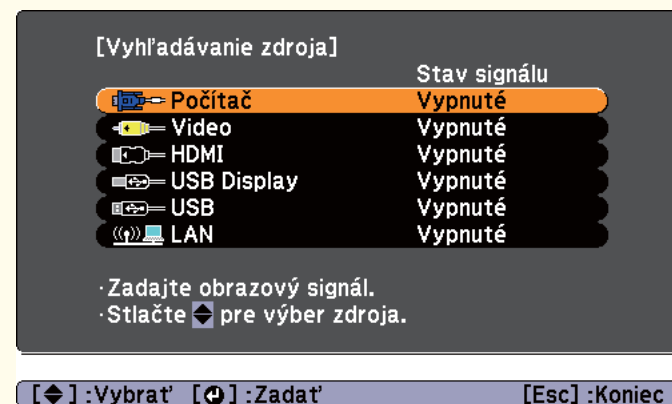 [Vyhľadávanie zdroja]
Stav signálu
Počítač Vypnuté
Video Vypnuté
HDMI Vypnuté
USB Display Vypnuté
USB Vypnuté
LAN Vypnuté
·Zadajte obrazový signál.
·Stlačte pre výber zdroja.
[ ] :Vybrať [ ] :Zadať [Esc] :Koniec